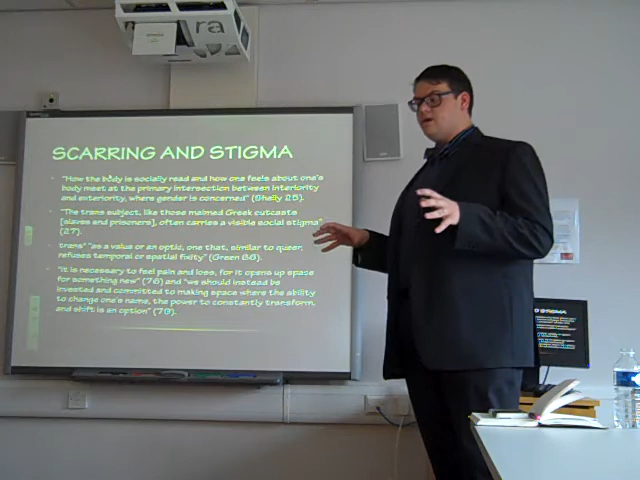 ra
SCARRING AND STIGMA
"How the body is socially read and how one feels about one's
body meet at the primary intersection between interiority
and exteriority, where gender is concerned" (Shelly 25).
"The trans subject, like those maimed Greek outcasts
[slaves and prisoners], often carries a visible social stigma"
(27).
trans* "as a value or an optic, one that, similar to queer,
refuses temporal or spatial fixity" (Green 66).
"it is necessary to feel pain and loss, for it opens up space
for something new" (76) and "we should instead be
invested and committed to making space where the ability
to change one's name, the power to constantly transform,
and shift is an option" (79).
D STIGMA